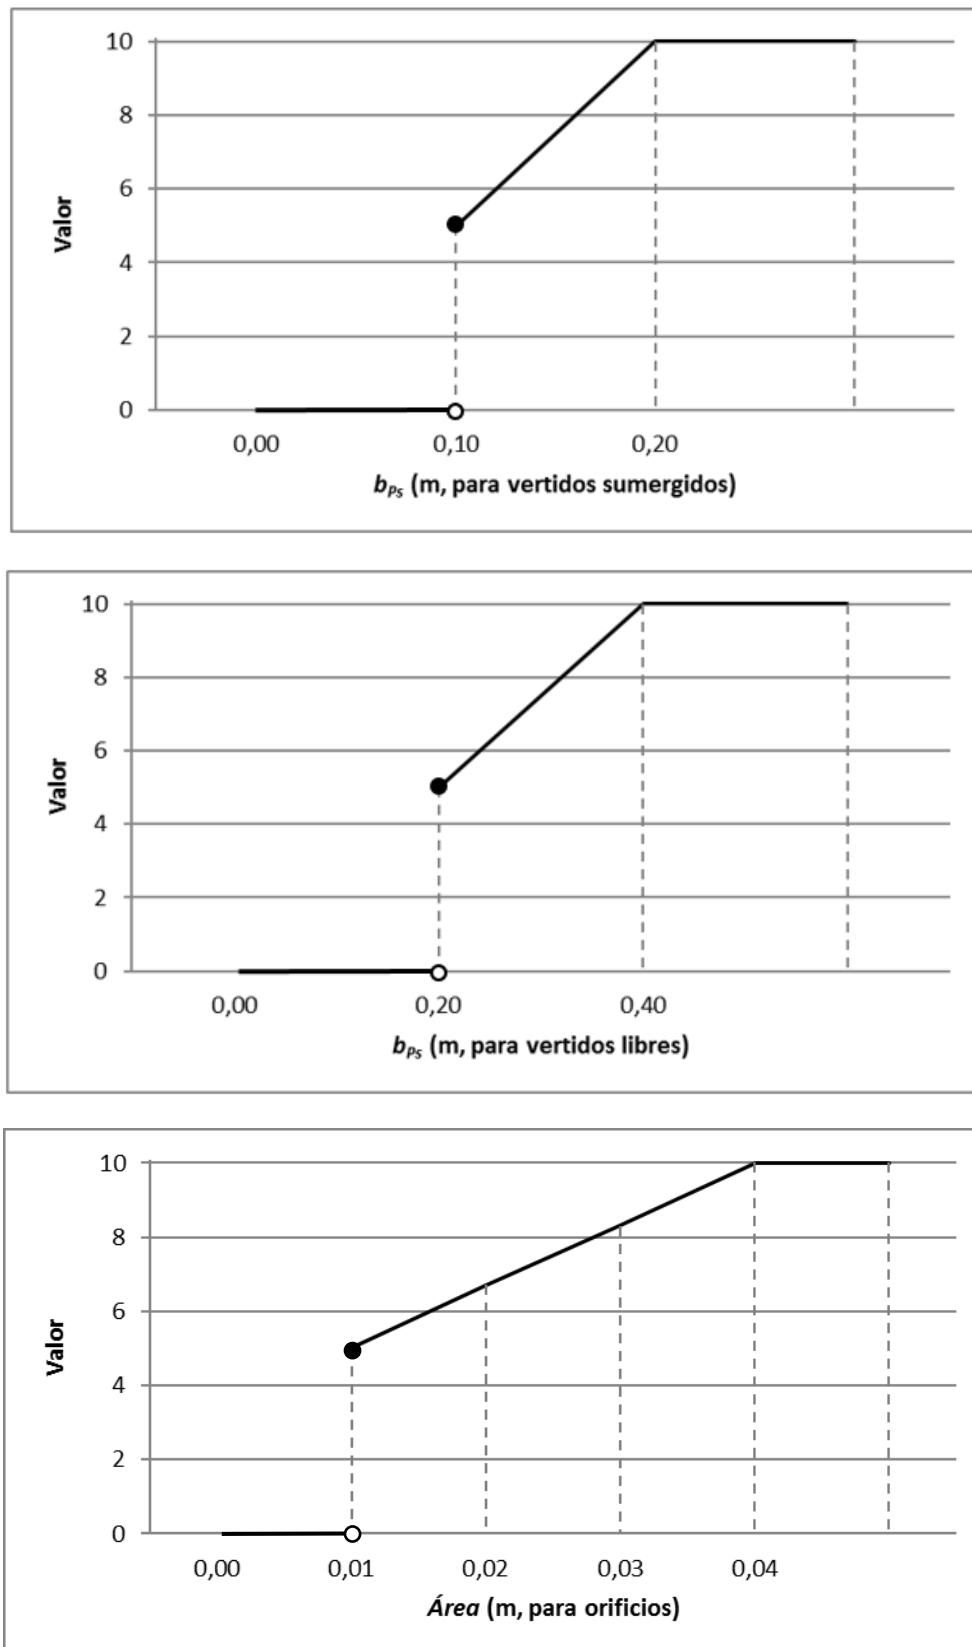 10
8
6
4
2
0
Valor
0,00 0,10 0,20
bPs (m, para vertidos sumergidos)
10
8
6
4
2
0
Valor
0,00 0,20 0,40
bPs (m, para vertidos libres)
10
8
6
4
2
0
Valor
0,00 0,01 0,02 0,03 0,04
Área (m, para orificios)